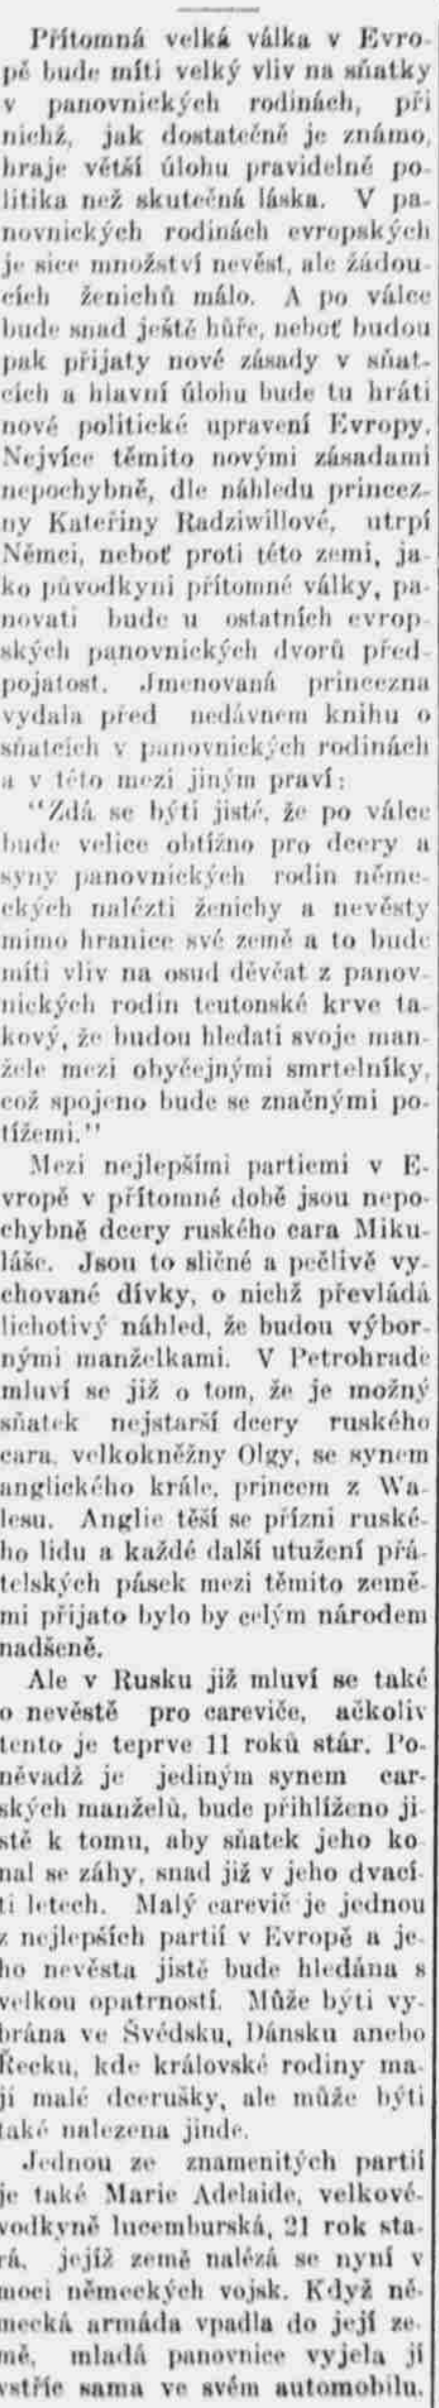 Přítomná velká válka v Evro-
pě bude míti velký vliv na sňatky
v panovnických rodinách, při
nichž, jak dostatečně je známo,
hraje větší úlohu pravidelně po-
litika než skutečná láska. V pa-
novnických rodinách evropských
je sice množství nevěst, ale žádou-
cích ženichů málo. A po válce
bude snad ještě hůře, neboť budou
pak přijaty nové zásady v sňat-
cích a hlavní úlohu bude tu hráti
nové politické upravení Evropy.
Nejvíce těmito novými zásadami
nepochybně, dle náhledu princez-
ny Kateřiny Radziwillové, utrpí
Němci, neboť proti této zemi, ja-
ko původkyni přítomné války, pa-
novati bude u ostatních evrop-
ských panovnických dvorů před-
pojatost. Jmenovaná princezna
vydala před nedávnem knihu o
sňatcích v panovnických rodinách
a v této mezi jiným praví:
"Zdá se býti jisté, že po válce
bude velice obtížno pro dcery a
syny panovnických rodin něme-
ckých nalézti ženichy a nevěsty
mimo hranice své země a to bude
míti vliv na osud děvčat z panov-
nických rodin teutonské krve ta-
kový, že budou hledati svoje man-
žele mezi obyčejnými smrtelníky,
což spojeno bude se značnými po-
tížemi."
Mezi nejlepšími partiemi v E-
vropě v přítomné době jsou nepo-
chybně dcery ruského cara Miku-
láše. Jsou to sličné a pečlivě vy-
chované dívky, o nichž převládá
lichotivý náhled, že budou výbor-
nými manželkami. V Petrohradě
mluví se již o tom, že je možný
sňatek nejstarší dcery ruského
cara, velkokněžny Olgy, se synem
anglického krále, princem z Wa-
lesu. Anglie těší se přízni ruské-
ho lidu a každé další utužení přá-
telských pásek mezi těmito země-
mi přijato bylo by celým národem
nadšeně.
Ale v Rusku již mluví se také
o nevěstě pro careviče, ačkoliv
tento je teprve 11 roků stár. Po-
něvadž je jediným synem car-
ských manželů, bude přihlíženo ji-
stě k tomu, aby sňatek jeho ko-
nal se záhy, snad již v jeho dvací-
ti letech. Malý carevič je jednou
z nejlepších partií v Evropě a je-
ho nevěsta jistě bude hledána s
velkou opatrností. Může býti vy-
brána ve Švédsku, Dánsku anebo
Řecku, kde královské rodiny ma-
jí malé dcerušky, ale může býti
také nalezena jinde.
Jednou ze znamenitých partií
je také Marie Adelaide, velkové-
vodkyně lucemburská, 21 rok sta-
rá, jejíž země nalézá se nyní v
moci německých vojsk. Když ně-
mecká armáda vpadla do její ze-
mě, mladá panovnice vyjela jí
vstříc sama ve svém automobilu,